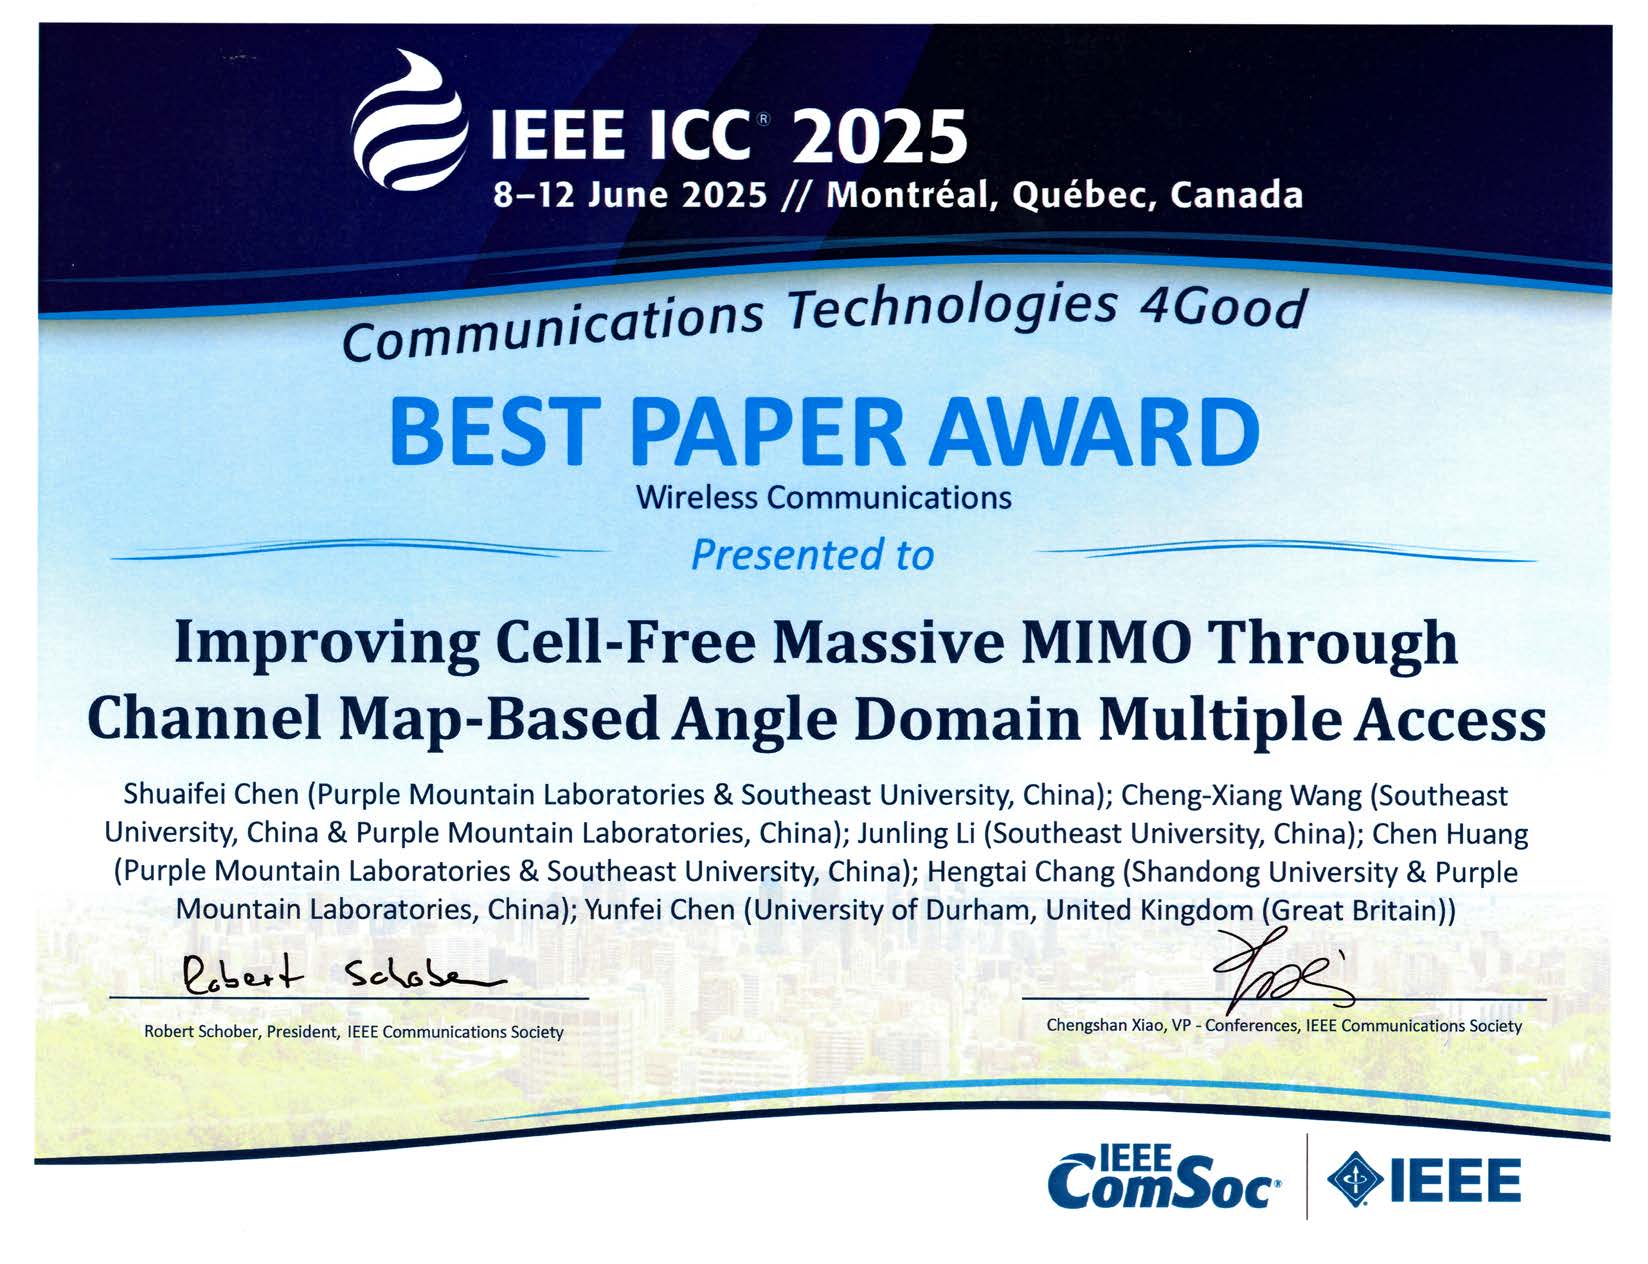 IEEE ICC® 2025
8–12 June 2025 // Montréal, Québec, Canada
Communications Technologies 4Good
BEST PAPER AWARD
Wireless Communications
Presented to
Improving Cell-Free Massive MIMO Through
Channel Map-Based Angle Domain Multiple Access
Shuaifei Chen (Purple Mountain Laboratories & Southeast University, China); Cheng-Xiang Wang (Southeast
University, China & Purple Mountain Laboratories, China); Junling Li (Southeast University, China); Chen Huang
(Purple Mountain Laboratories & Southeast University, China); Hengtai Chang (Shandong University & Purple
Mountain Laboratories, China); Yunfei Chen (University of Durham, United Kingdom (Great Britain))
Robert Schober
Robert Schober, President, IEEE Communications Society
Chengshan Xiao, VP - Conferences, IEEE Communications Society
IEEE ComSoc®
IEEE